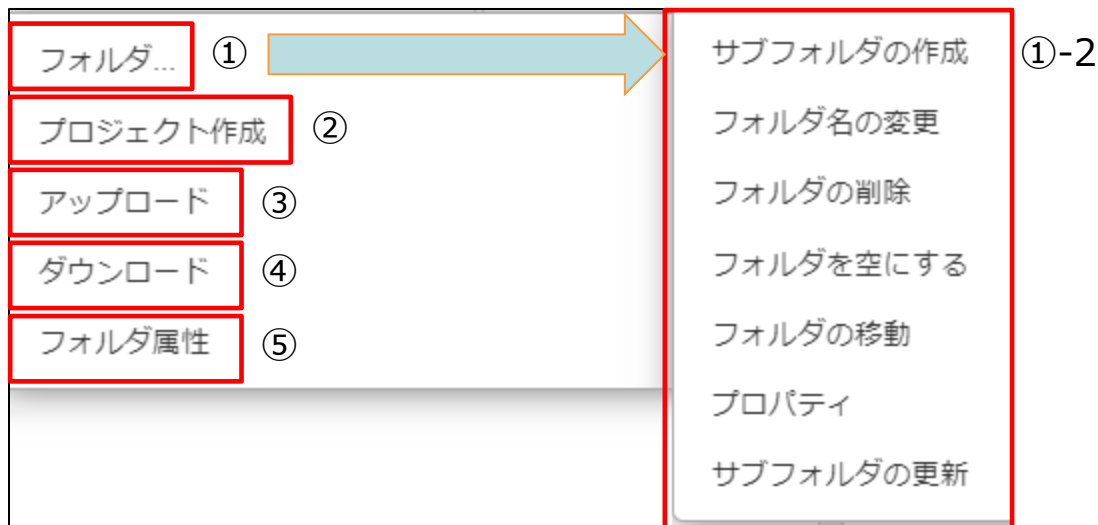 フォルダ...
①
プロジェクト作成
②
アップロード
③
ダウンロード
④
フォルダ属性
⑤
サブフォルダの作成
①-2
フォルダ名の変更
フォルダの削除
フォルダを空にする
フォルダの移動
プロパティ
サブフォルダの更新